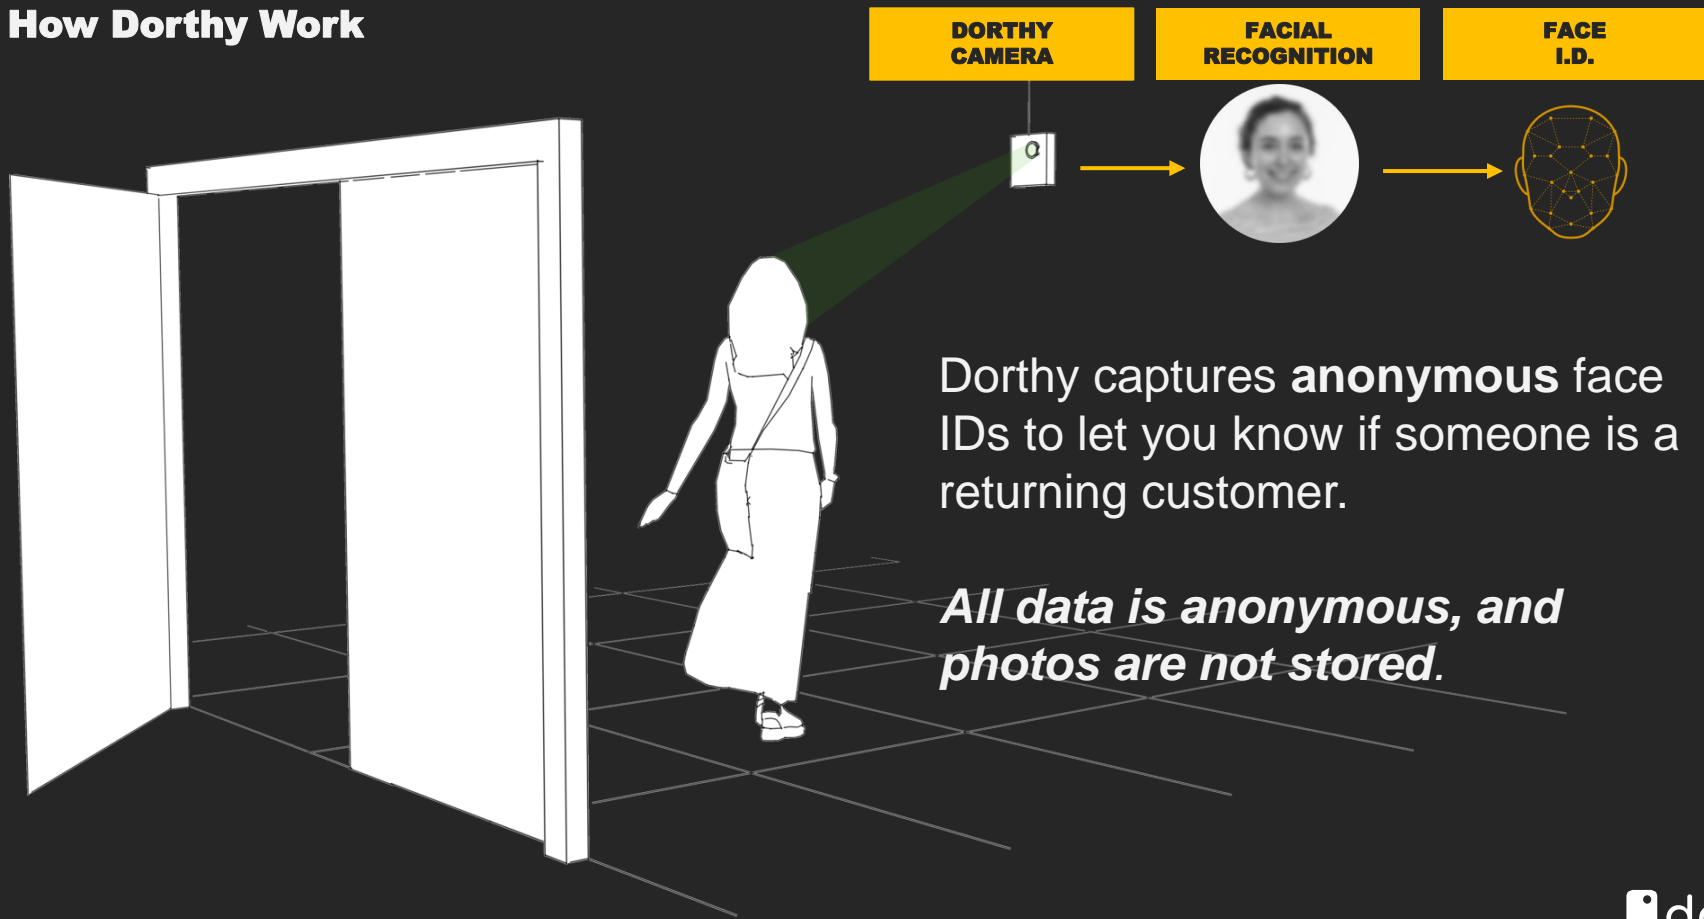 How Dorthy Work
DORTHY
CAMERA
FACIAL
RECOGNITION
FACE
I.D.
Dorthy captures anonymous face
IDs to let you know if someone is a
returning customer.
All data is anonymous, and
photos are not stored.